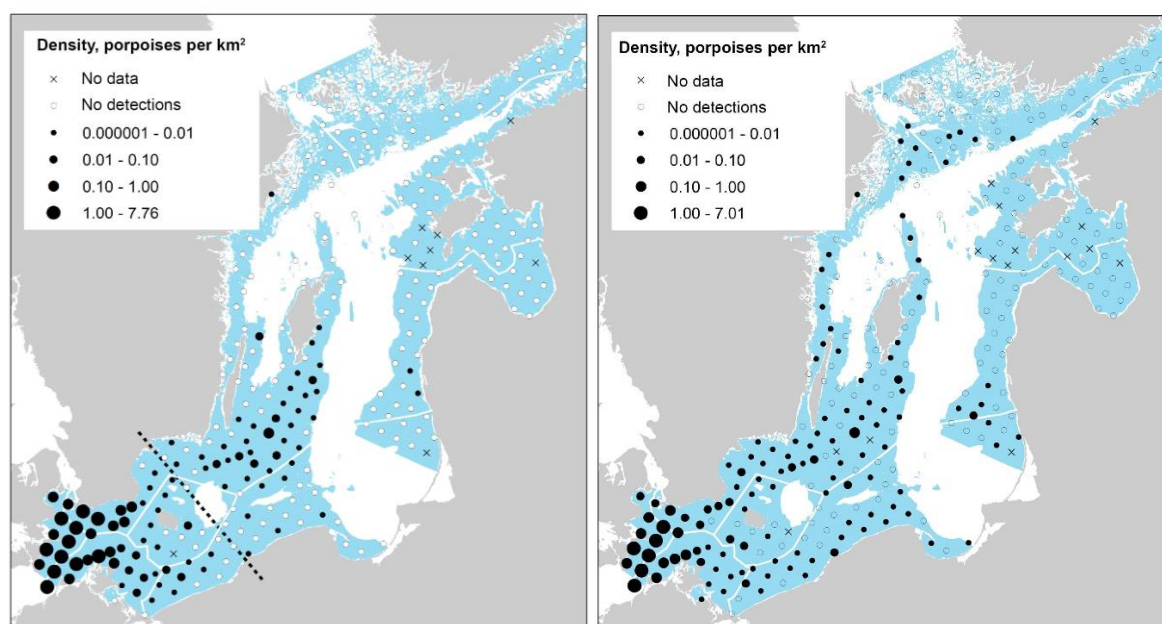 Density, porpoises per km²
No data
No detections
0.000001 - 0.01
0.01 - 0.10
0.10 - 1.00
1.00 - 7.76
Density, porpoises per km²
No data
No detections
0.000001 - 0.01
0.01 - 0.10
0.10 - 1.00
1.00 - 7.01